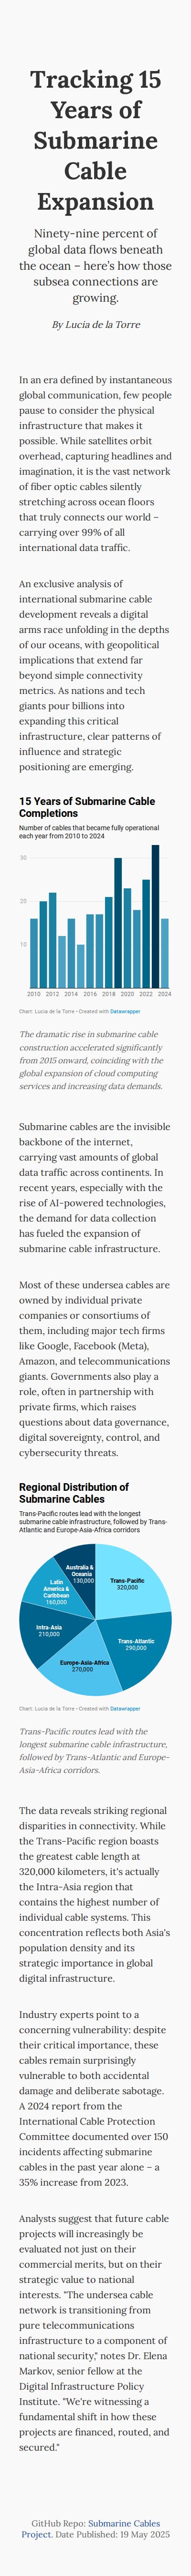 Tracking 15
Years of
Submarine
Cable
Expansion
Ninety-nine percent of
global data flows beneath
the ocean – here's how those
subsea connections are
growing.
By Lucia de la Torre
In an era defined by instantaneous
global communication, few people
pause to consider the physical
infrastructure that makes it
possible. While satellites orbit
overhead, capturing headlines and
imagination, it is the vast network
of fiber optic cables silently
stretching across ocean floors
that truly connects our world –
carrying over 99% of all
international data traffic.
An exclusive analysis of
international submarine cable
development reveals a digital
arms race unfolding in the depths
of our oceans, with geopolitical
implications that extend far
beyond simple connectivity
metrics. As nations and tech
giants pour billions into
expanding this critical
infrastructure, clear patterns of
influence and strategic
positioning are emerging.
15 Years of Submarine Cable
Completions
Number of cables that became fully operational
each year from 2010 to 2024
30
20
10
2010 2012 2014 2016 2018 2020 2022 2024
Chart: Lucia de la Torre • Created with Datawrapper
The dramatic rise in submarine cable
construction accelerated significantly
from 2015 onward, coinciding with the
global expansion of cloud computing
services and increasing data demands.
Submarine cables are the invisible
backbone of the internet,
carrying vast amounts of global
data traffic across continents. In
recent years, especially with the
rise of AI-powered technologies,
the demand for data collection
has fueled the expansion of
submarine cable infrastructure.
Most of these undersea cables are
owned by individual private
companies or consortiums of
them, including major tech firms
like Google, Facebook (Meta),
Amazon, and telecommunications
giants. Governments also play a
role, often in partnership with
private firms, which raises
questions about data governance,
digital sovereignty, control, and
cybersecurity threats.
Regional Distribution of
Submarine Cables
Trans-Pacific routes lead with the longest
submarine cable infrastructure, followed by Trans-
Atlantic and Europe-Asia-Africa corridors
Australia &
Oceania
130,000
Trans-Pacific
320,000
Latin
America &
Caribbean
160,000
Intra-Asia
210,000
Trans-Atlantic
290,000
Europe-Asia-Africa
270,000
Chart: Lucia de la Torre • Created with Datawrapper
Trans-Pacific routes lead with the
longest submarine cable infrastructure,
followed by Trans-Atlantic and Europe-
Asia-Africa corridors.
The data reveals striking regional
disparities in connectivity. While
the Trans-Pacific region boasts
the greatest cable length at
320,000 kilometers, it's actually
the Intra-Asia region that
contains the highest number of
individual cable systems. This
concentration reflects both Asia's
population density and its
strategic importance in global
digital infrastructure.
Industry experts point to a
concerning vulnerability: despite
their critical importance, these
cables remain surprisingly
vulnerable to both accidental
damage and deliberate sabotage.
A 2024 report from the
International Cable Protection
Committee documented over 150
incidents affecting submarine
cables in the past year alone – a
35% increase from 2023.
Analysts suggest that future cable
projects will increasingly be
evaluated not just on their
commercial merits, but on their
strategic value to national
interests. "The undersea cable
network is transitioning from
pure telecommunications
infrastructure to a component of
national security," notes Dr. Elena
Markov, senior fellow at the
Digital Infrastructure Policy
Institute. "We're witnessing a
fundamental shift in how these
projects are financed, routed, and
secured."
GitHub Repo: Submarine Cables
Project. Date Published: 19 May 2025